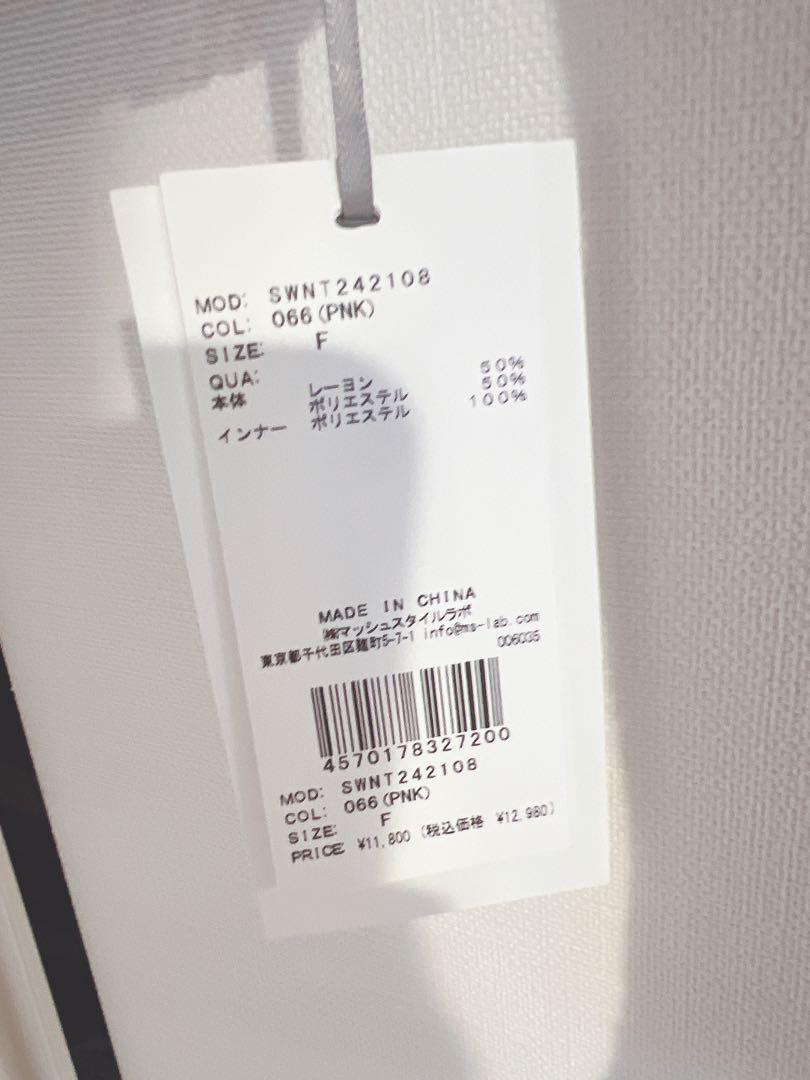 MOD: SWNT242108
COL: 066(PNK)
SIZE: F
QUA:
本体 レーヨン 50%
ポリエステル 50%
インナー ポリエステル 100%
MADE IN CHINA
㈱マッシュスタイルラボ
東京都千代田区麹町5-7-1 info@ms-lab.com
006035
4570178327200
MOD: SWNT242108
COL: 066(PNK)
SIZE: F
PRICE ¥11,800 (税込価格 ¥12,980)